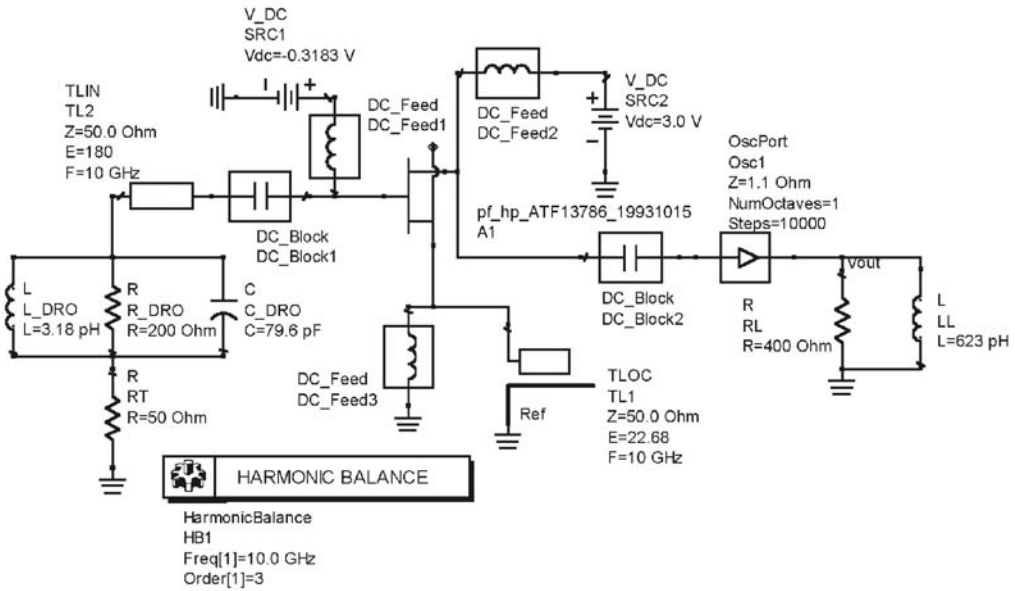 V_DC
SRC1
Vdc=-0.3183 V
- +
TLIN
TL2
Z=50.0 Ohm
E=180
F=10 GHz
DC_Feed
DC_Feed1
DC_Feed
DC_Feed2
+
-
V_DC
SRC2
Vdc=3.0 V
OscPort
Osc1
Z=1.1 Ohm
NumOctaves=1
Steps=10000
pf_hp_ATF13786_19931015
A1
DC_Block
DC_Block1
DC_Block
DC_Block2
Vout
L
L_DRO
L=3.18 pH
R
R_DRO
R=200 Ohm
C
C_DRO
C=79.6 pF
R
RL
R=400 Ohm
L
LL
L=623 pH
R
RT
R=50 Ohm
DC_Feed
DC_Feed3
Ref
TLOC
TL1
Z=50.0 Ohm
E=22.68
F=10 GHz
HARMONIC BALANCE
HarmonicBalance
HB1
Freq[1]=10.0 GHz
Order[1]=3